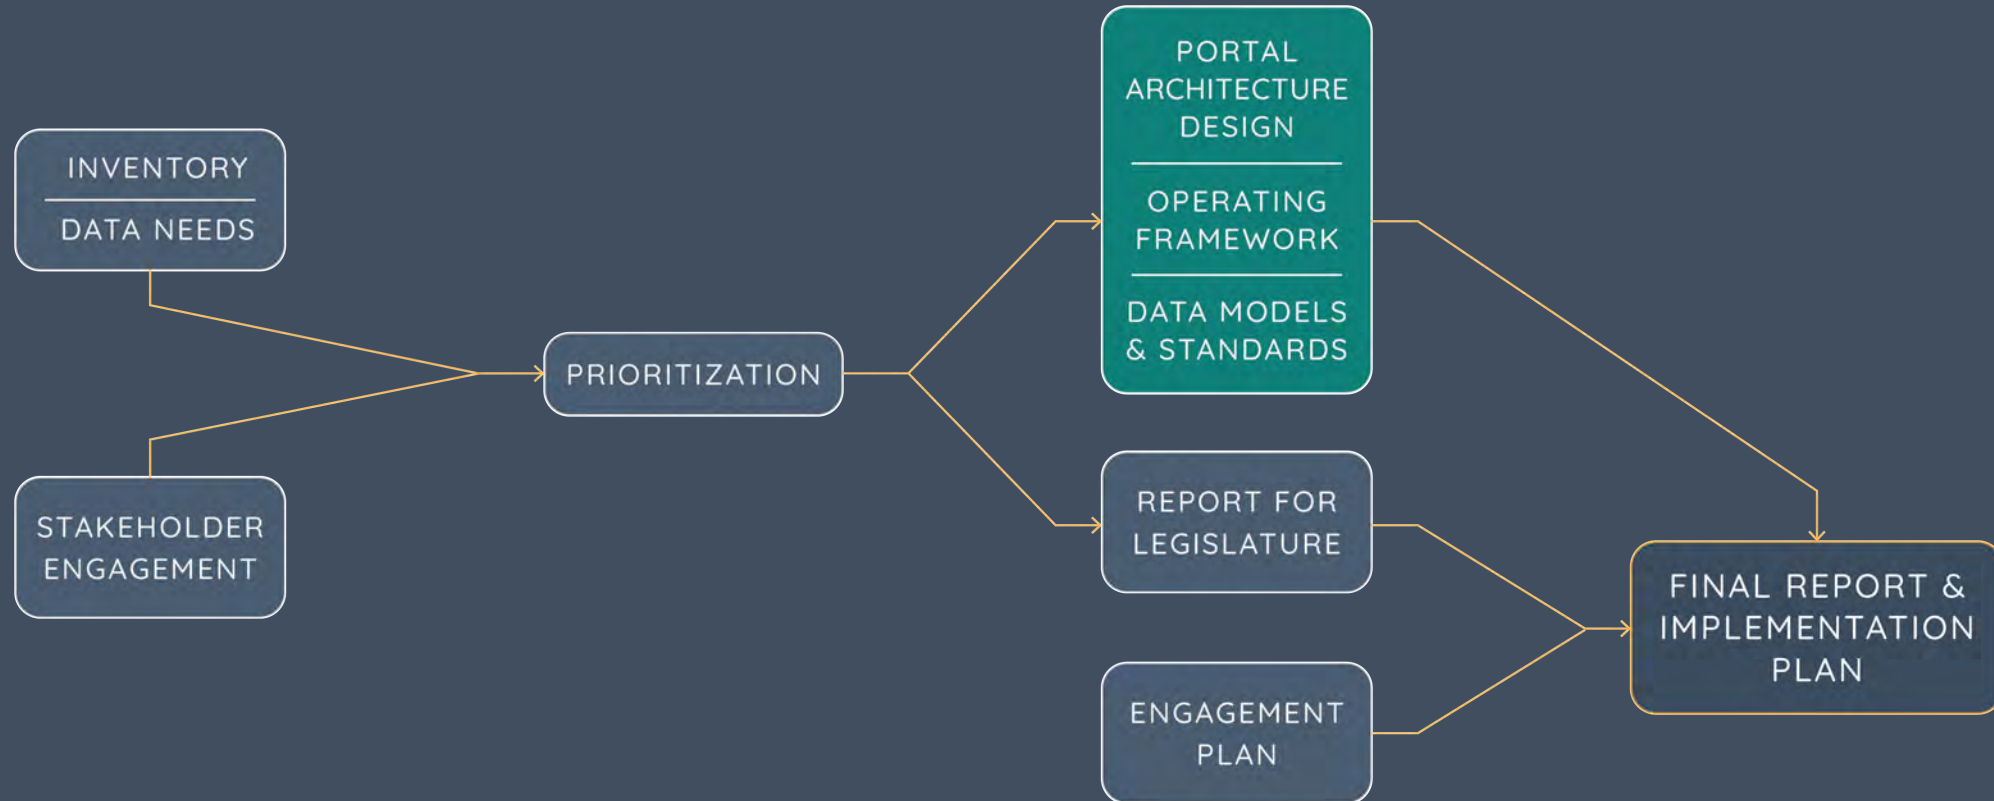 INVENTORY
DATA NEEDS
STAKEHOLDER
ENGAGEMENT
PRIORITIZATION
PORTAL
ARCHITECTURE
DESIGN
OPERATING
FRAMEWORK
DATA MODELS
& STANDARDS
REPORT FOR
LEGISLATURE
ENGAGEMENT
PLAN
FINAL REPORT &
IMPLEMENTATION
PLAN